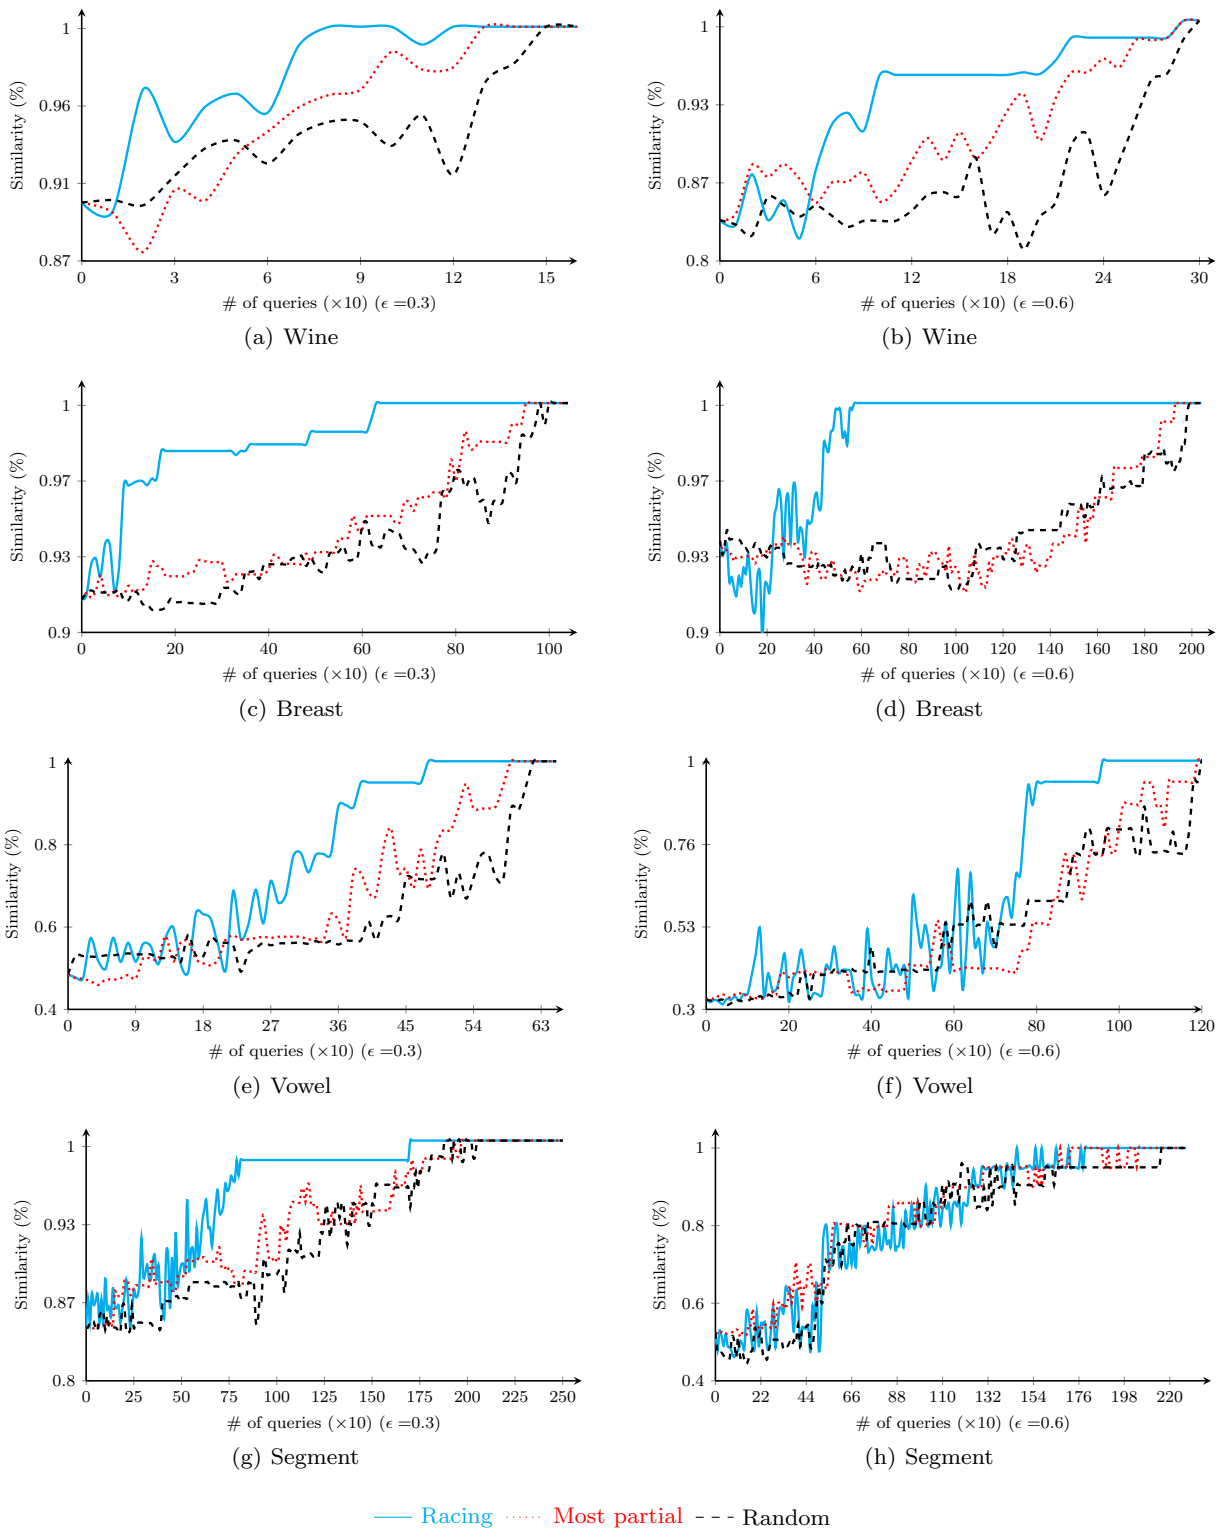 1
0.96
0.91
0.87
Similarity (%)
0 3 6 9 12 15
# of queries (×10) (ϵ =0.3)
(a) Wine
1
0.93
0.87
0.8
Similarity (%)
0 6 12 18 24 30
# of queries (×10) (ϵ =0.6)
(b) Wine
1
0.97
0.93
0.9
Similarity (%)
0 20 40 60 80 100
# of queries (×10) (ϵ =0.3)
(c) Breast
1
0.97
0.93
0.9
Similarity (%)
0 20 40 60 80 100 120 140 160 180 200
# of queries (×10) (ϵ =0.6)
(d) Breast
1
0.8
0.6
0.4
Similarity (%)
0 9 18 27 36 45 54 63
# of queries (×10) (ϵ =0.3)
(e) Vowel
1
0.76
0.53
0.3
Similarity (%)
0 20 40 60 80 100 120
# of queries (×10) (ϵ =0.6)
(f) Vowel
1
0.93
0.87
0.8
Similarity (%)
0 25 50 75 100 125 150 175 200 225 250
# of queries (×10) (ϵ =0.3)
(g) Segment
1
0.8
0.6
0.4
Similarity (%)
0 22 44 66 88 110 132 154 176 198 220
# of queries (×10) (ϵ =0.6)
(h) Segment
Racing Most partial Random